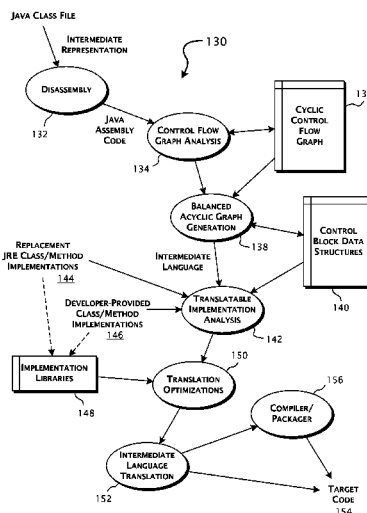 JAVA CLASS FILE
INTERMEDIATE
REPRESENTATION
130
DISASSEMBLY
132
JAVA
ASSEMBLY
CODE
CONTROL FLOW
GRAPH ANALYSIS
134
CYCLIC
CONTROL
FLOW
GRAPH
BALANCED
ACYCLIC GRAPH
GENERATION
138
CONTROL
BLOCK DATA
STRUCTURES
140
REPLACEMENT
JRE CLASS/METHOD
IMPLEMENTATIONS
144
INTERMEDIATE
LANGUAGE
DEVELOPER-PROVIDED
CLASS/METHOD
IMPLEMENTATIONS
146
TRANSLATABLE
IMPLEMENTATION
ANALYSIS
142
IMPLEMENTATION
LIBRARIES
148
150
TRANSLATION
OPTIMIZATIONS
156
COMPILER/
PACKAGER
INTERMEDIATE
LANGUAGE
TRANSLATION
152
TARGET
CODE
154